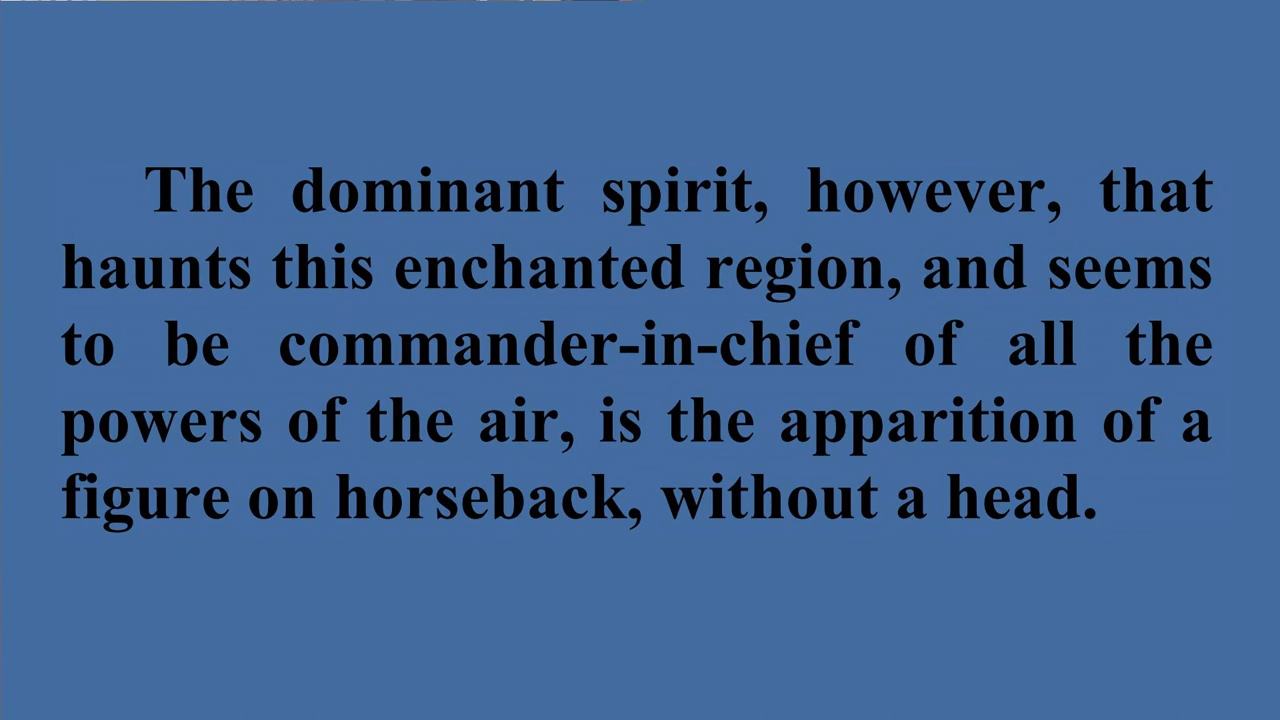 The dominant spirit, however, that
haunts this enchanted region, and seems
to be commander-in-chief of all the
powers of the air, is the apparition of a
figure on horseback, without a head.